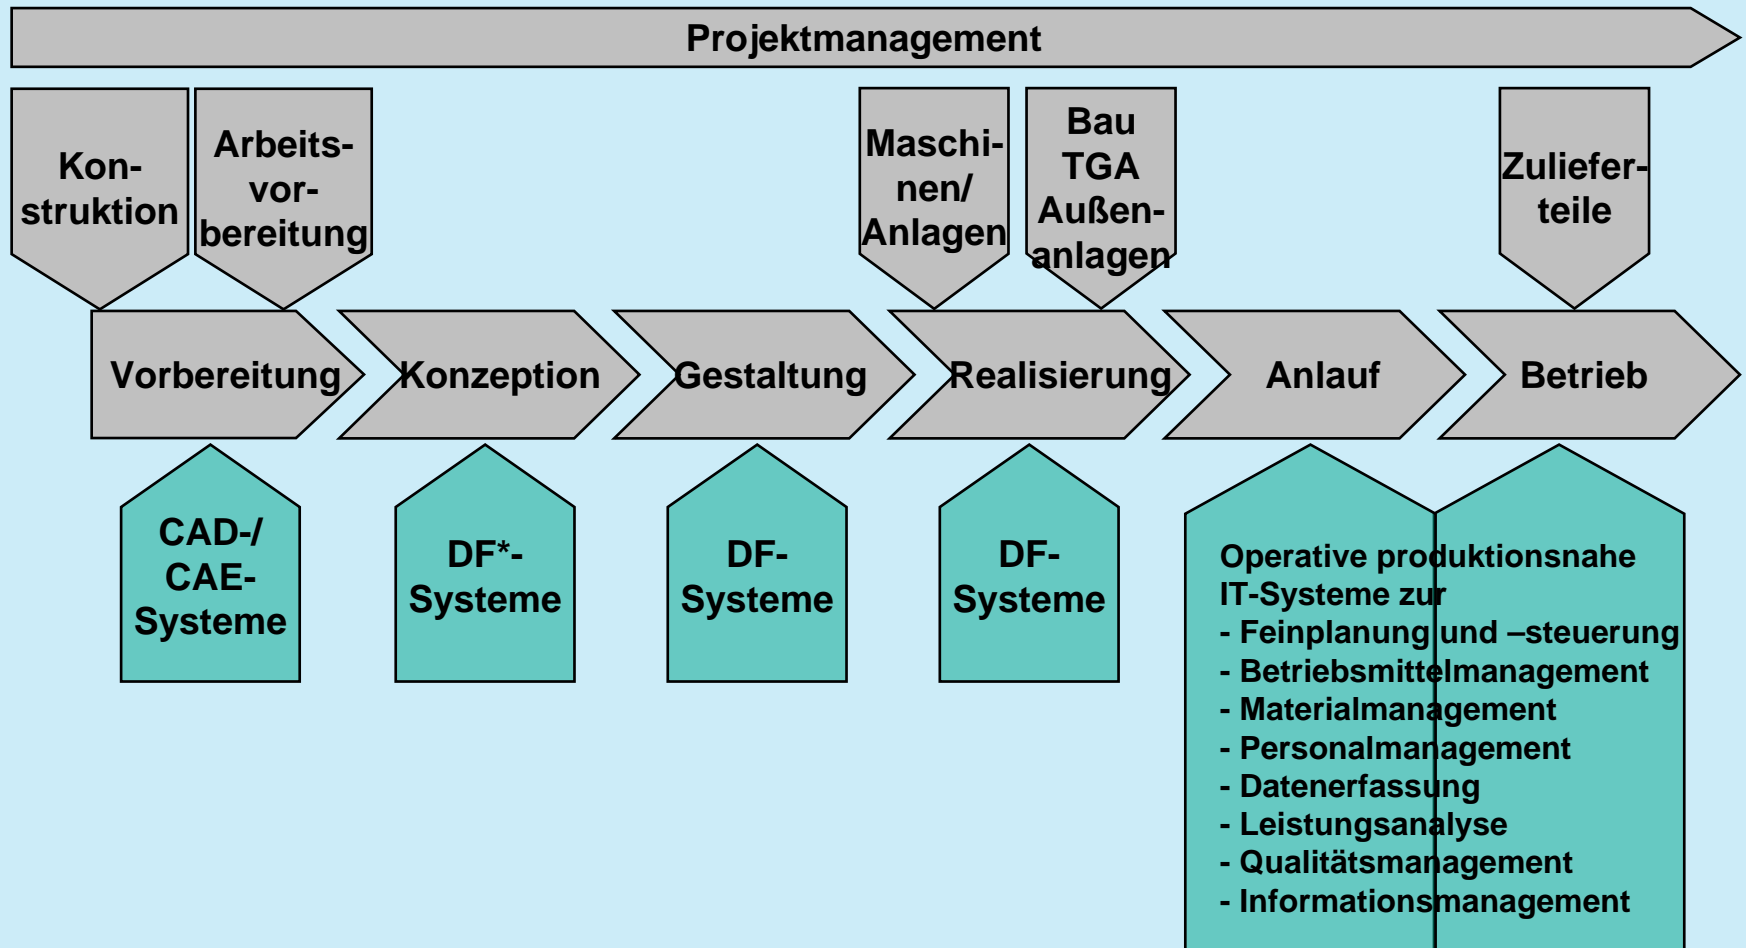 Projektmanagement
Kon-
struktion
Arbeits-
vor-
bereitung
Maschi-
nen/
Anlagen
Bau
TGA
Außen-
anlagen
Zuliefer-
teile
Vorbereitung
Konzeption
Gestaltung
Realisierung
Anlauf
Betrieb
CAD-/
CAE-
Systeme
DF*-
Systeme
DF-
Systeme
DF-
Systeme
Operative produktionsnahe
IT-Systeme zur
- Feinplanung und –steuerung
- Betriebsmittelmanagement
- Materialmanagement
- Personalmanagement
- Datenerfassung
- Leistungsanalyse
- Qualitätsmanagement
- Informationsmanagement